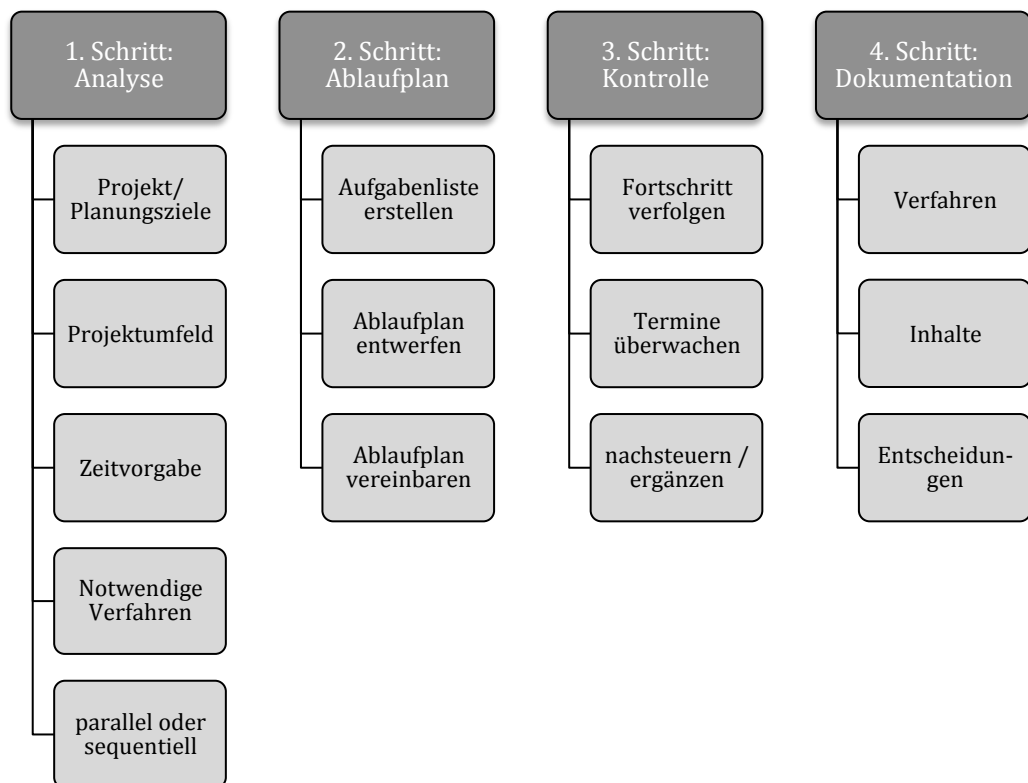 1. Schritt:
Analyse
Projekt/
Planungsziele
Projektumfeld
Zeitvorgabe
Notwendige
Verfahren
parallel oder
sequentiell
2. Schritt:
Ablaufplan
Aufgabenliste
erstellen
Ablaufplan
entwerfen
Ablaufplan
vereinbaren
3. Schritt:
Kontrolle
Fortschritt
verfolgen
Termine
überwachen
nachsteuern /
ergänzen
4. Schritt:
Dokumentation
Verfahren
Inhalte
Entscheidun-
gen